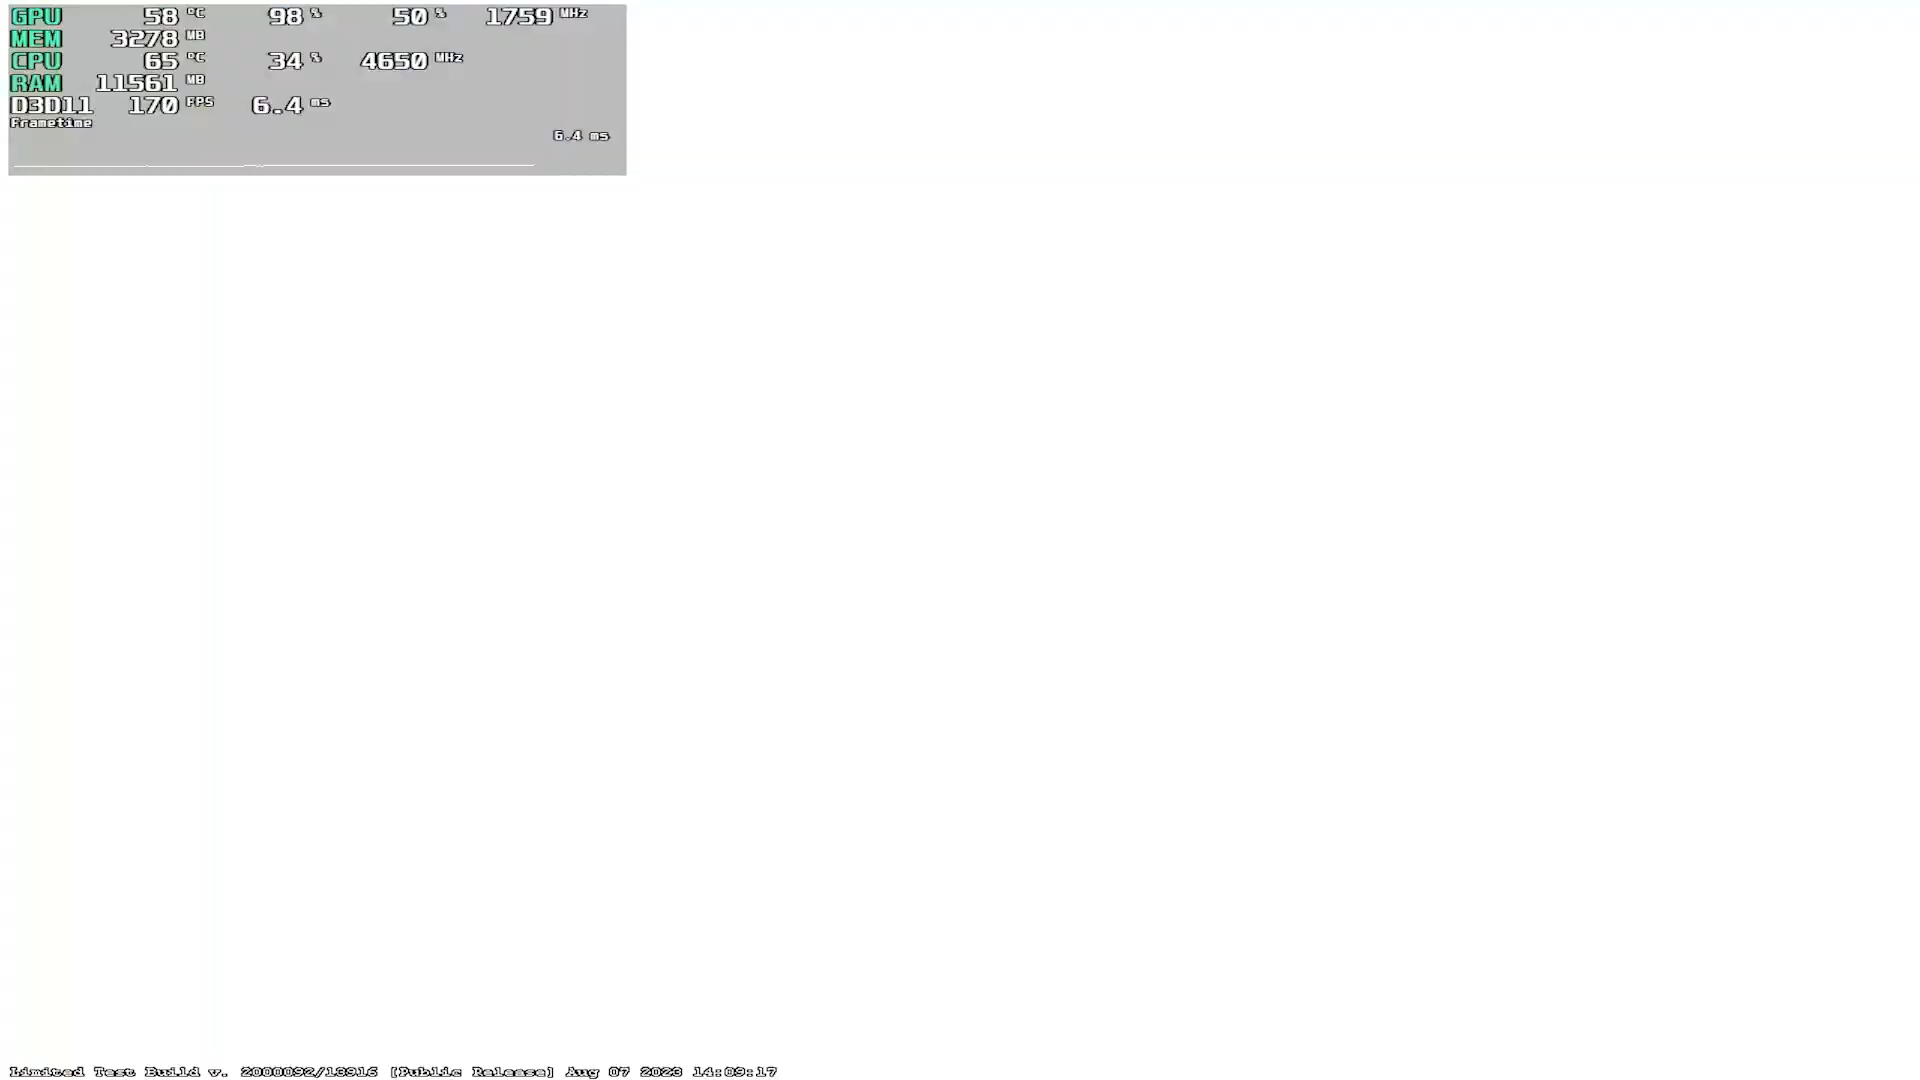 GPU 58 °C 98 % 50 % 1759 MHz
MEM 3278 MB
CPU 65 °C 34 % 4650 MHz
RAM 11561 MB
D3D11 170 FPS 6.4 ms
Frametime
6.4 ms
Limited Test Build v. 2000092/13916 [Public Release] Aug 07 2023 14:09:17